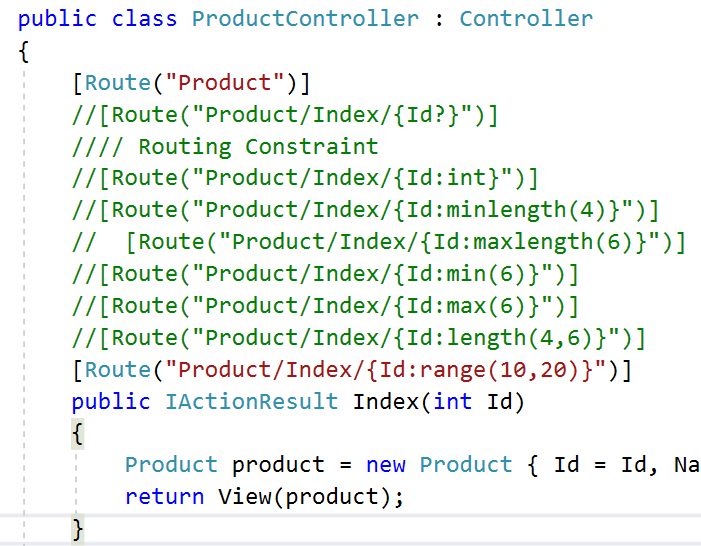 public class ProductController : Controller
{
[Route("Product")]
//[Route("Product/Index/{Id?}")]
//// Routing Constraint
//[Route("Product/Index/{Id:int}")]
//[Route("Product/Index/{Id:minlength(4)}")]
//  [Route("Product/Index/{Id:maxlength(6)}")]
//[Route("Product/Index/{Id:min(6)}")]
//[Route("Product/Index/{Id:max(6)}")]
//[Route("Product/Index/{Id:length(4,6)}")]
[Route("Product/Index/{Id:range(10,20)}")]
public IActionResult Index(int Id)
{
Product product = new Product { Id = Id, Na
return View(product);
}